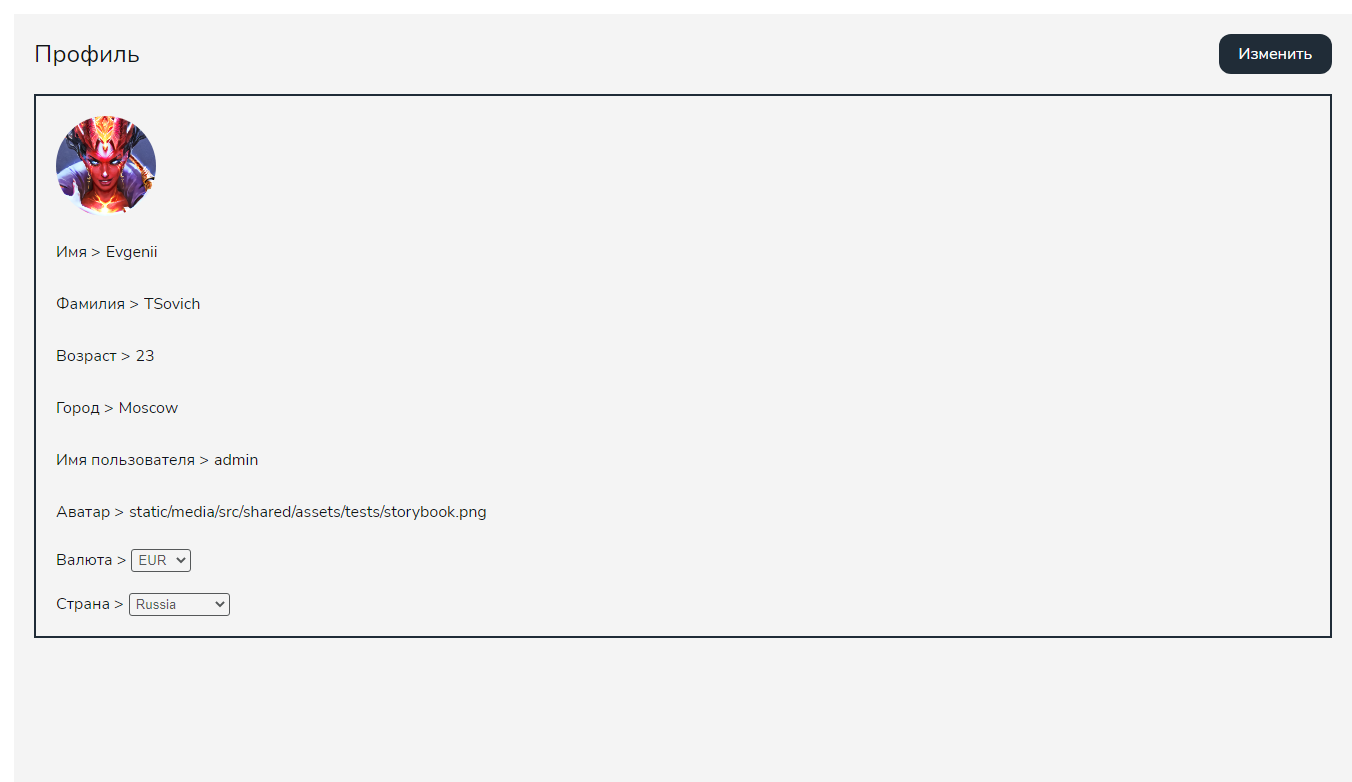 Профиль
Изменить
Имя > Evgenii
Фамилия > TSovich
Возраст > 23
Город > Moscow
Имя пользователя > admin
Аватар > static/media/src/shared/assets/tests/storybook.png
Валюта > EUR
Страна > Russia